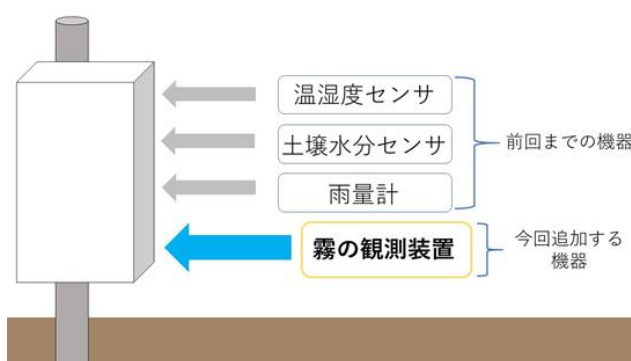 温湿度センサ
土壌水分センサ
前回までの機器
雨量計
霧の観測装置
今回追加する
機器